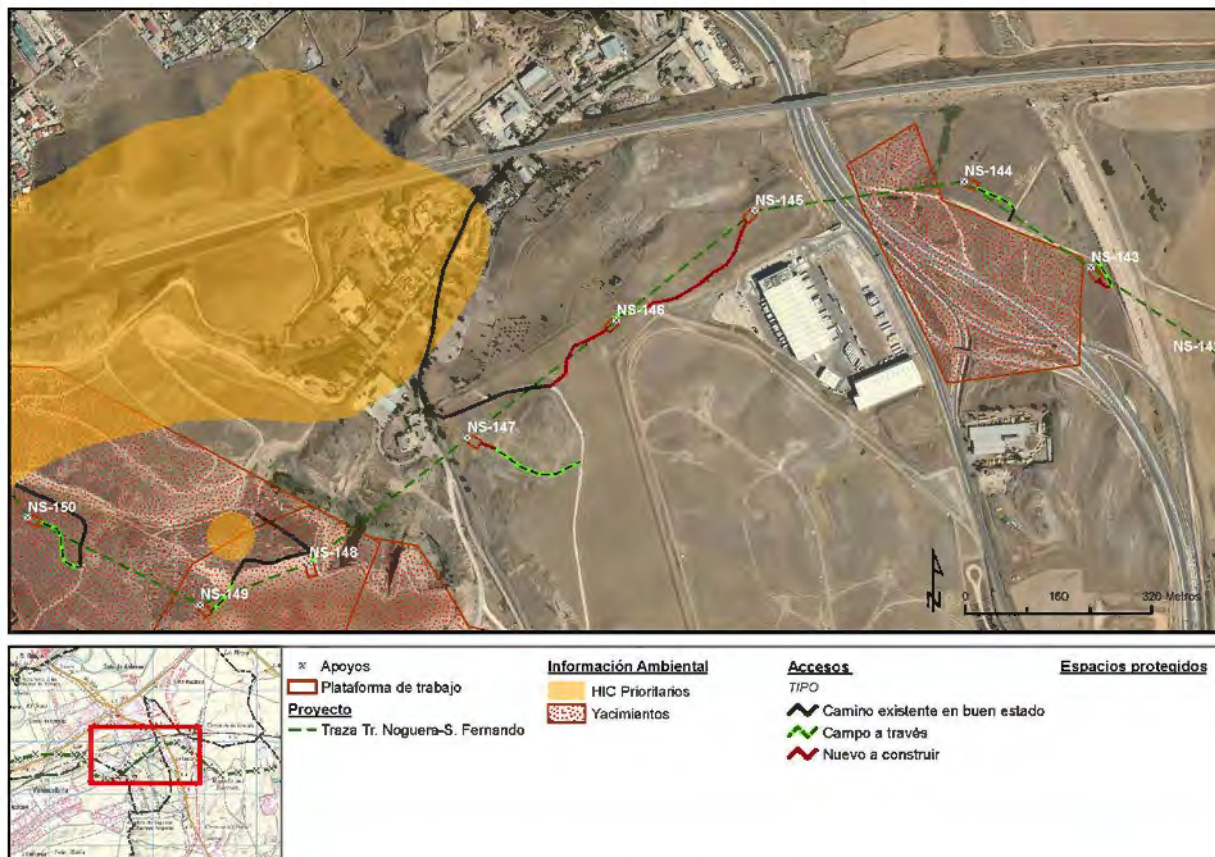 NS-144
NS-145
NS-143
NS-146
NS-147
NS-150
NS-148
NS-149
N
0 160 320 Metros
Apoyos
Plataforma de trabajo
Proyecto
Traza Tr. Noguera-S. Fernando
Información Ambiental
HIC Prioritarios
Yacimientos
Accesos
TIPO
Camino existente en buen estado
Campo a través
Nuevo a construir
Espacios protegidos